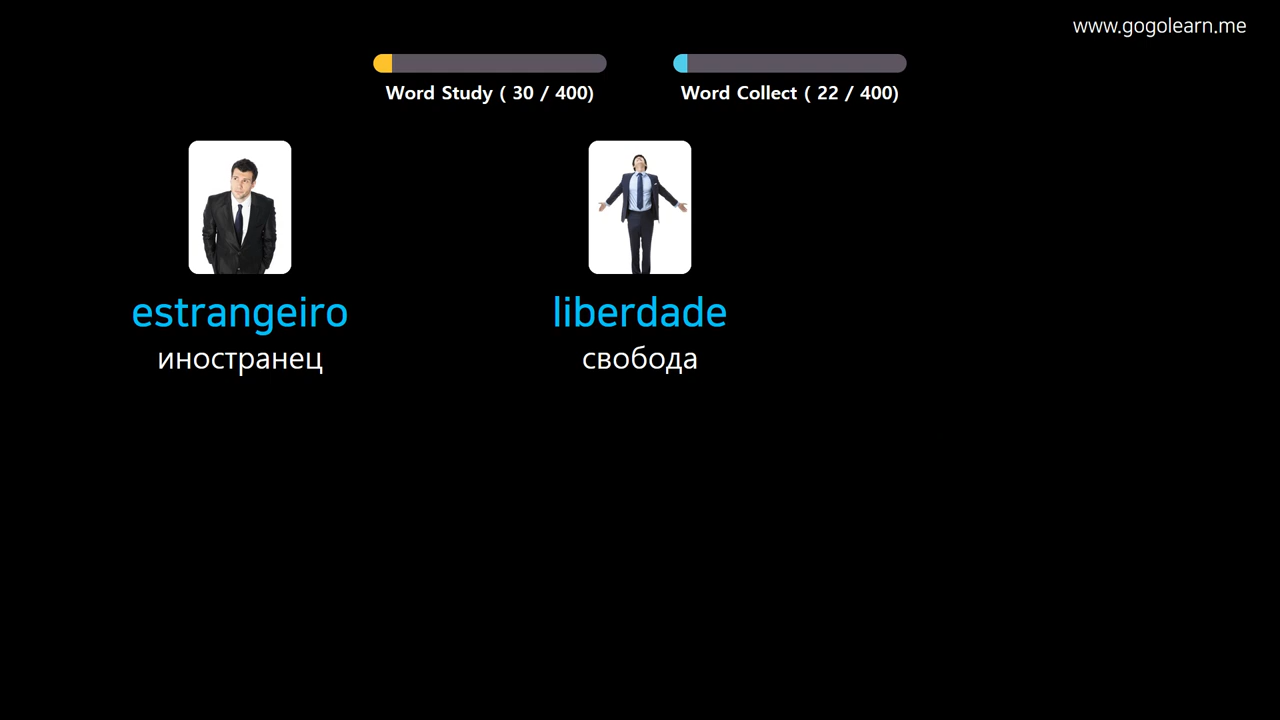 www.gogolearn.me
Word Study ( 30 / 400)
Word Collect ( 22 / 400)
estrangeiro
иностранец
liberdade
свобода